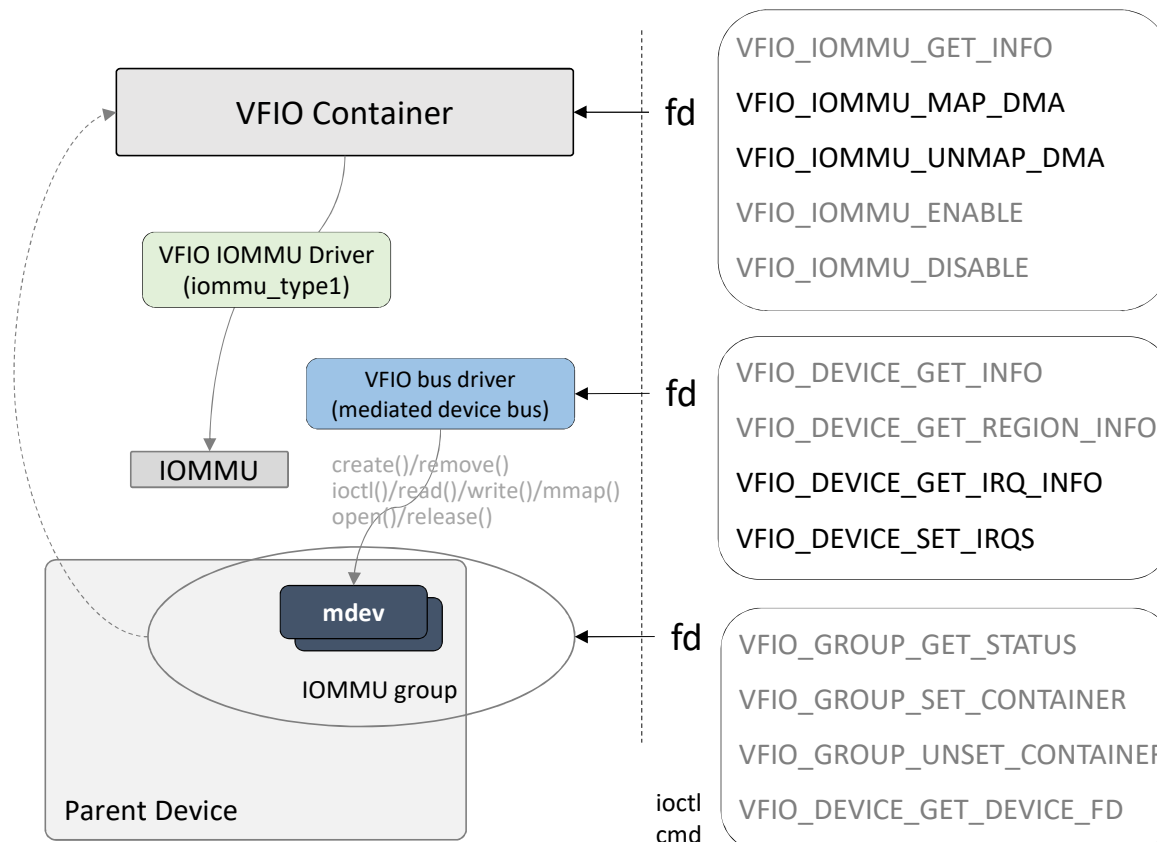 VFIO Container
VFIO IOMMU Driver
(iommu_type1)
VFIO bus driver
(mediated device bus)
IOMMU
create()/remove()
ioctl()/read()/write()/mmap()
open()/release()
mdev
IOMMU group
Parent Device
fd
VFIO_IOMMU_GET_INFO
VFIO_IOMMU_MAP_DMA
VFIO_IOMMU_UNMAP_DMA
VFIO_IOMMU_ENABLE
VFIO_IOMMU_DISABLE
fd
VFIO_DEVICE_GET_INFO
VFIO_DEVICE_GET_REGION_INFO
VFIO_DEVICE_GET_IRQ_INFO
VFIO_DEVICE_SET_IRQS
fd
VFIO_GROUP_GET_STATUS
VFIO_GROUP_SET_CONTAINER
VFIO_GROUP_UNSET_CONTAINER
VFIO_DEVICE_GET_DEVICE_FD
ioctl
cmd